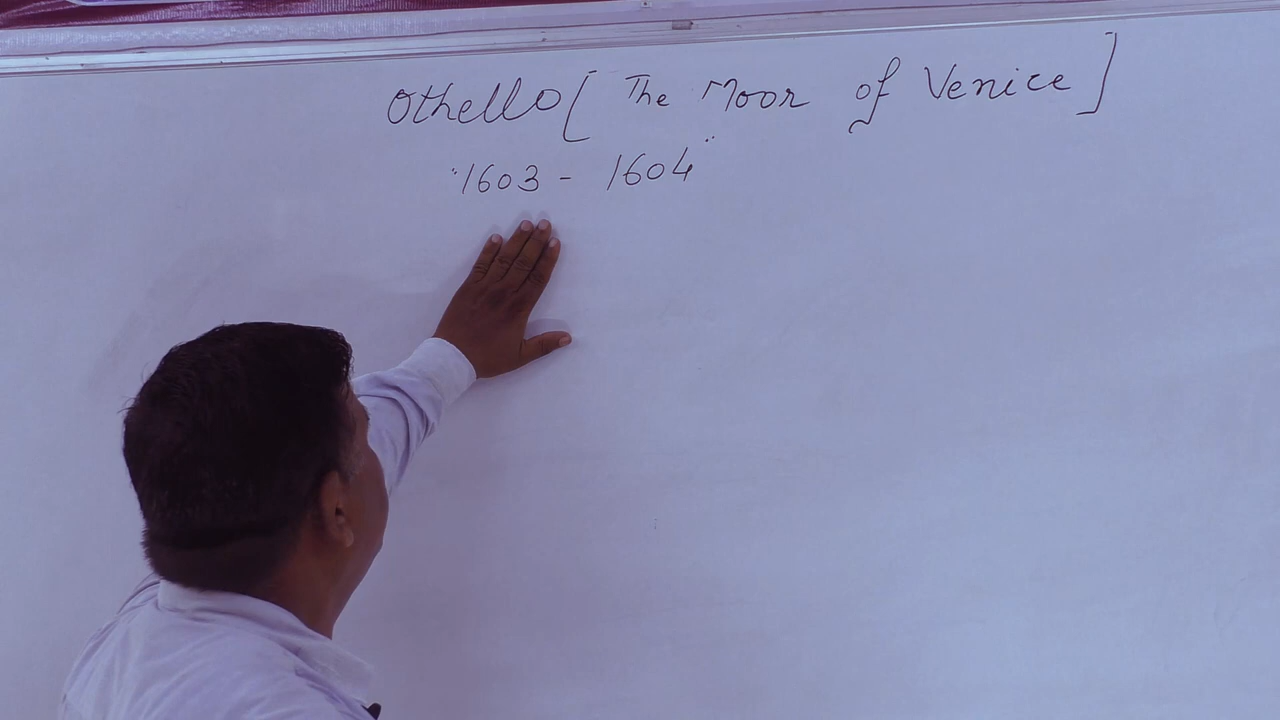 Othello [ The Moor of Venice ]
"1603 - 1604"